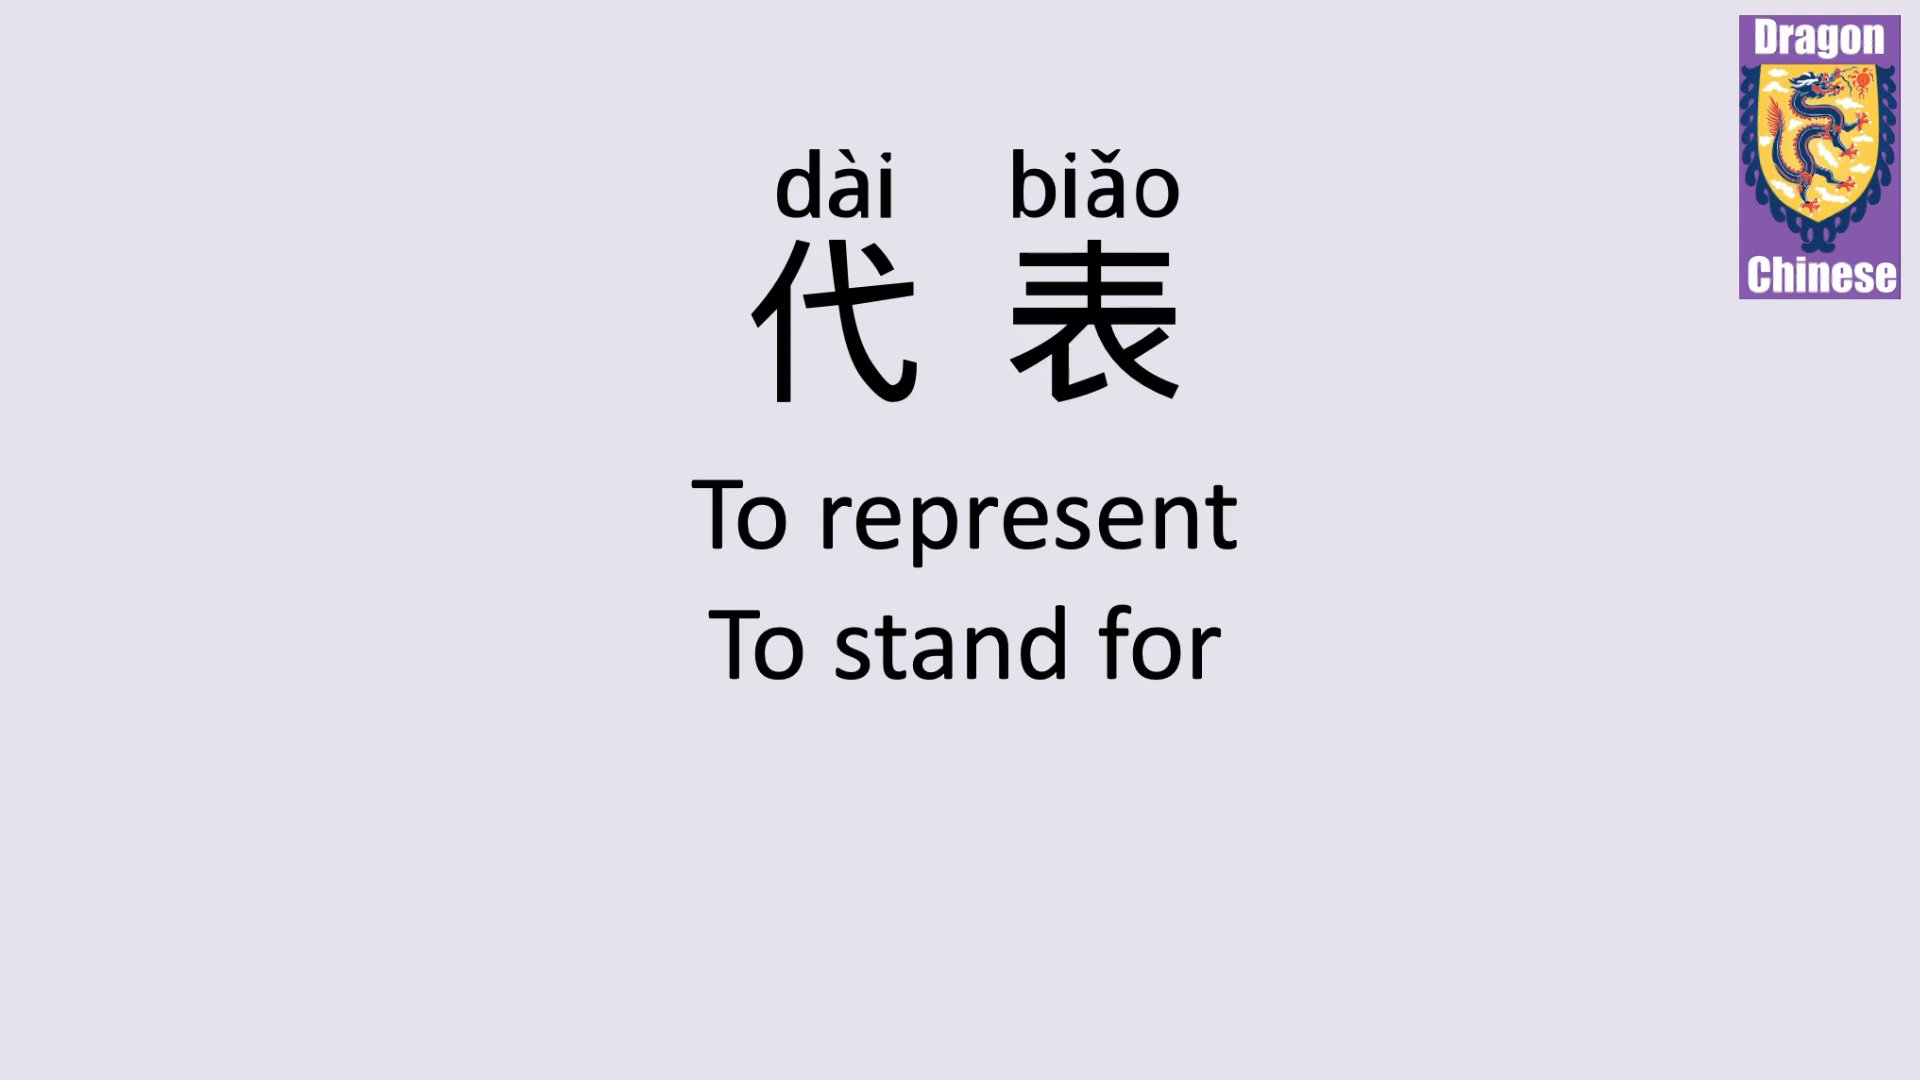 dài biǎo
代 表
To represent
To stand for
Dragon
Chinese